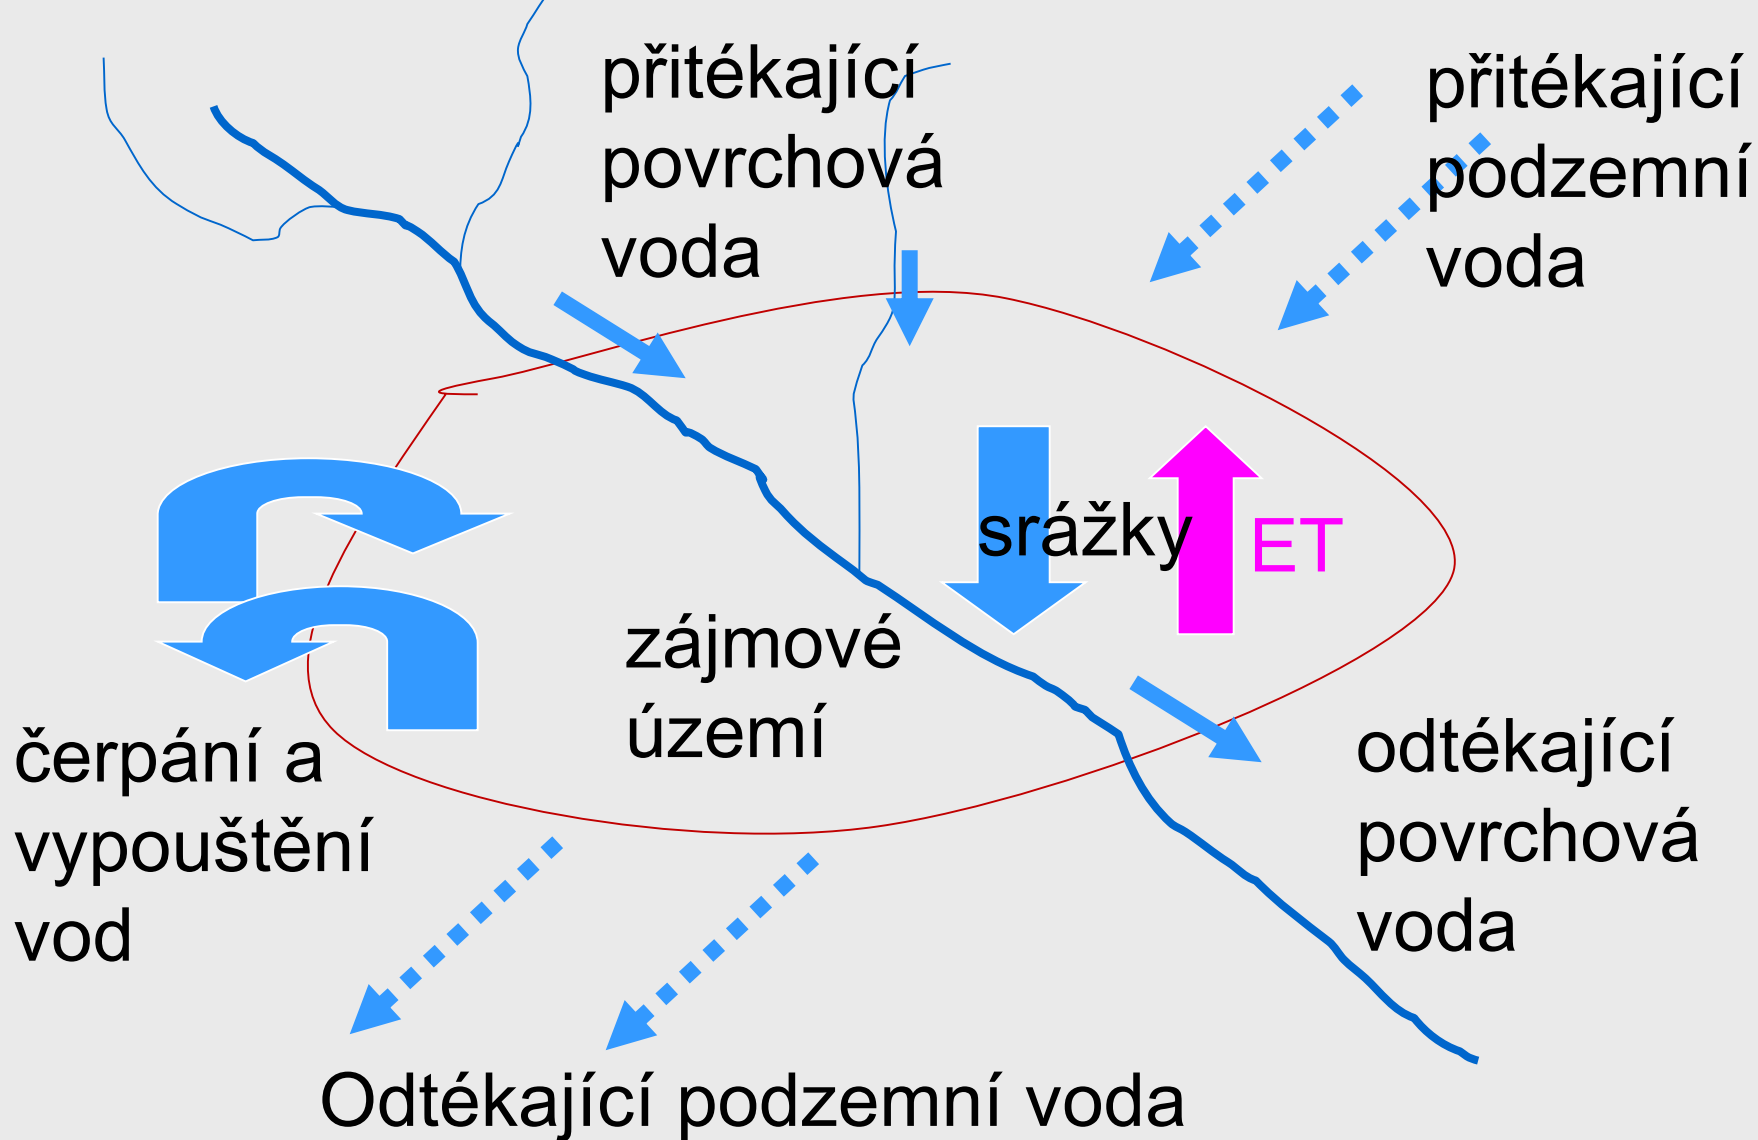 přitékající
povrchová
voda
přitékající
podzemní
voda
srážky
ET
zájmové
území
čerpání a
vypouštění
vod
odtékající
povrchová
voda
Odtékající podzemní voda